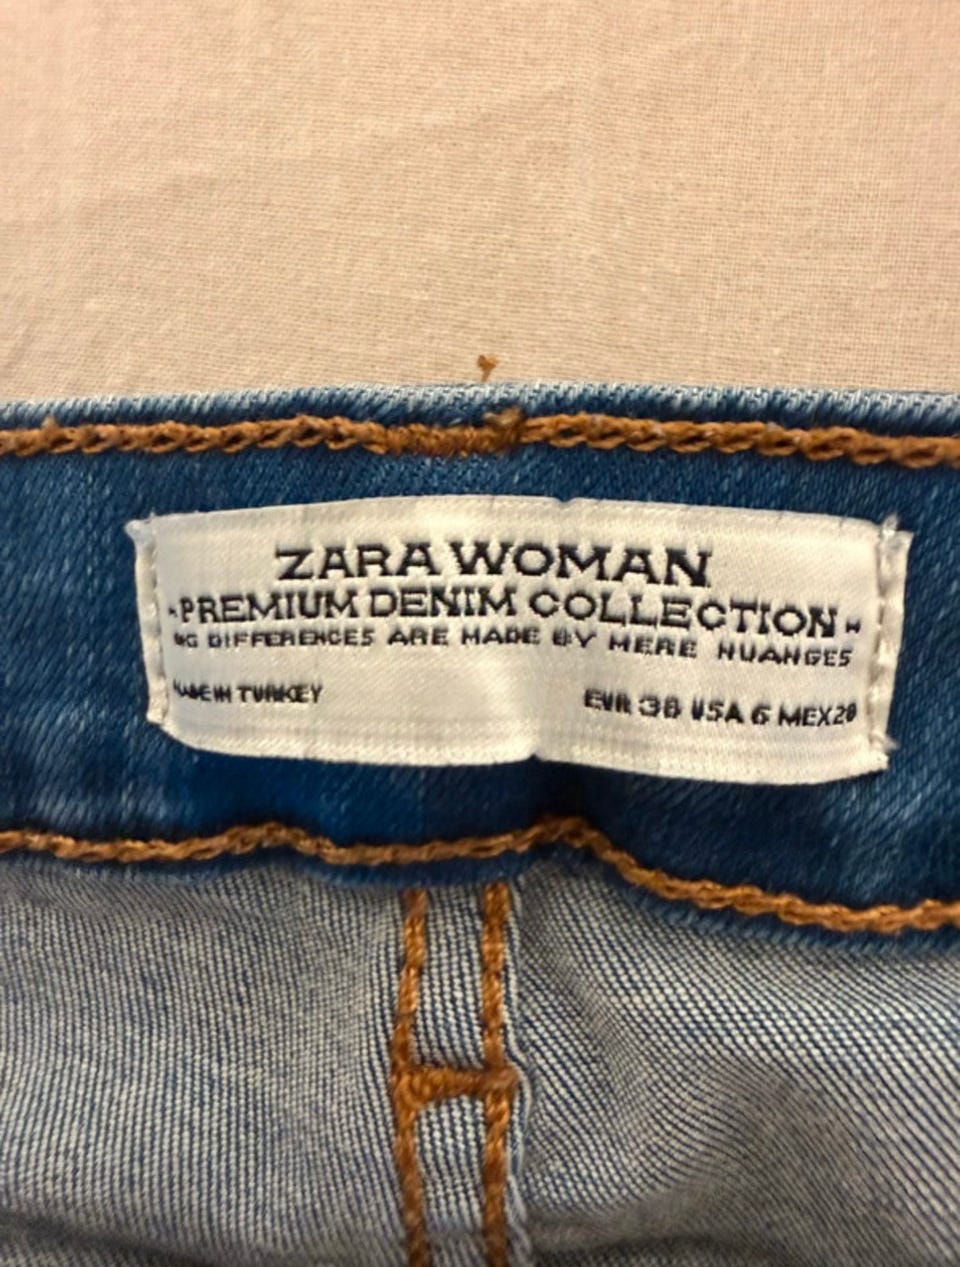 ZARA WOMAN
-PREMIUM DENIM COLLECTION-
DIFFERENCES ARE MADE BY MERE NUANCES
MADE IN TURKEY
EUR 38 USA 6 MEX 28